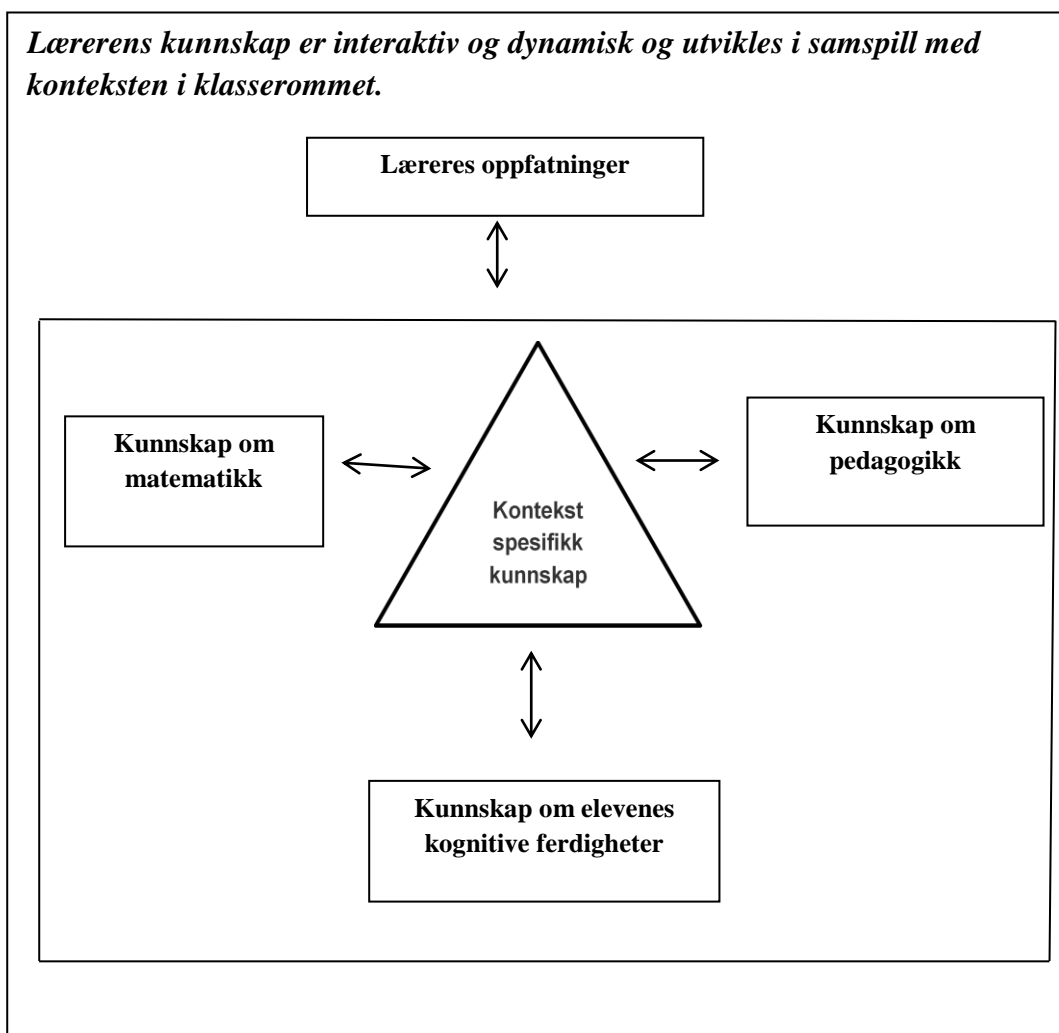 Lærerens kunnskap er interaktiv og dynamisk og utvikles i samspill med
konteksten i klasserommet.
Læreres oppfatninger
Kunnskap om
matematikk
Kunnskap om
pedagogikk
Kontekst
spesifikk
kunnskap
Kunnskap om elevenes
kognitive ferdigheter